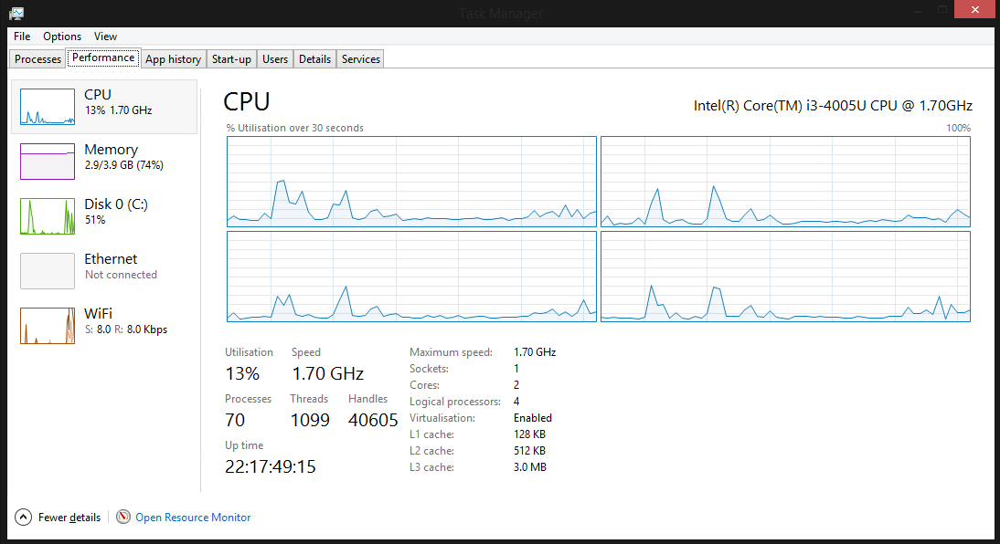 Task Manager
File Options View
Processes Performance App history Start-up Users Details Services
CPU
13% 1.70 GHz
Memory
2.9/3.9 GB (74%)
Disk 0 (C:)
51%
Ethernet
Not connected
WiFi
S: 8.0 R: 8.0 Kbps
CPU
Intel(R) Core(TM) i3-4005U CPU @ 1.70GHz
% Utilisation over 30 seconds 100%
Utilisation Speed
13% 1.70 GHz
Processes Threads Handles
70 1099 40605
Up time
22:17:49:15
Maximum speed: 1.70 GHz
Sockets: 1
Cores: 2
Logical processors: 4
Virtualisation: Enabled
L1 cache: 128 KB
L2 cache: 512 KB
L3 cache: 3.0 MB
Fewer details Open Resource Monitor